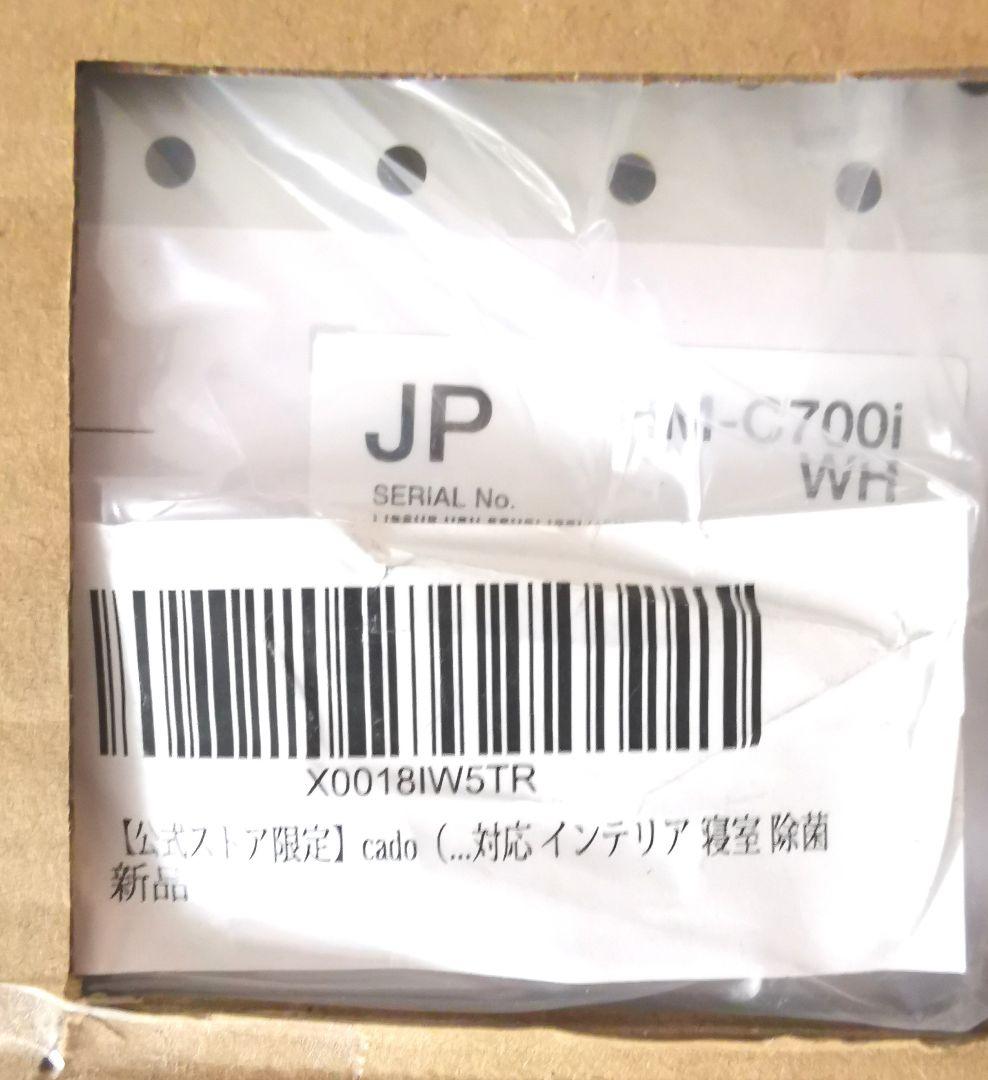 JP
HM-C700i
WH
SERIAL No.
X0018IW5TR
【公式ストア限定】cado（...対応 インテリア 寝室 除菌
新品